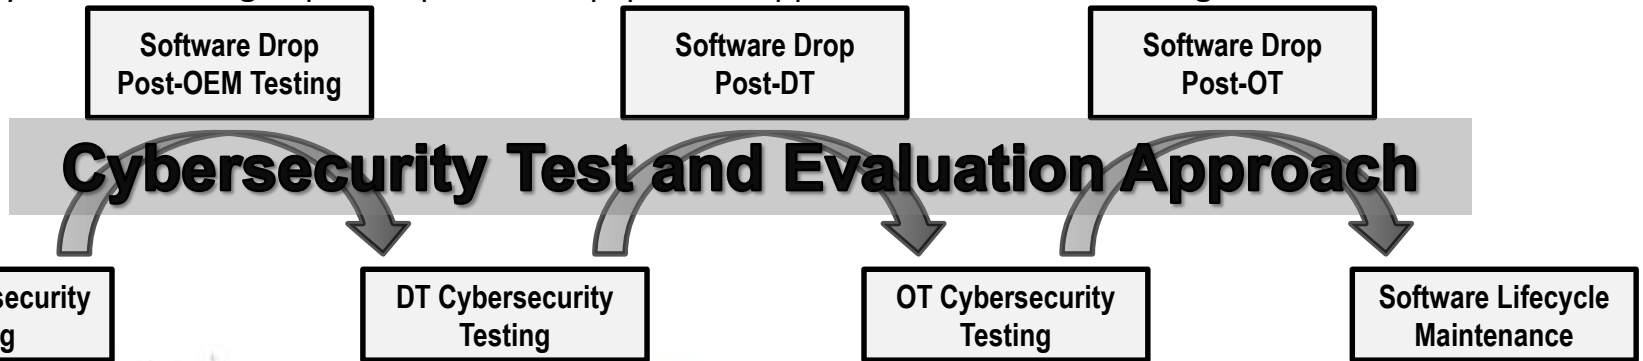 Software Drop
Post-OEM Testing
Software Drop
Post-DT
Software Drop
Post-OT
Cybersecurity Test and Evaluation Approach
security
g
DT Cybersecurity
Testing
OT Cybersecurity
Testing
Software Lifecycle
Maintenance